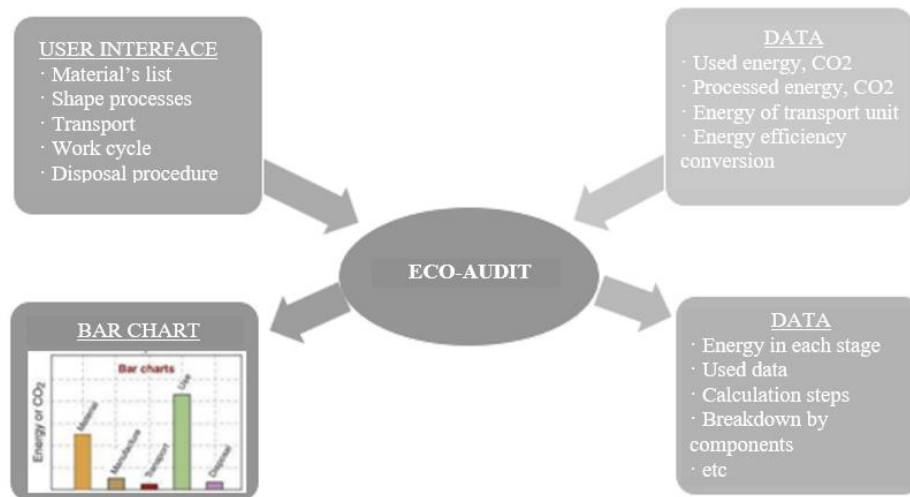 USER INTERFACE
· Material's list
· Shape processes
· Transport
· Work cycle
· Disposal procedure
DATA
· Used energy, CO2
· Processed energy, CO2
· Energy of transport unit
· Energy efficiency
conversion
ECO-AUDIT
BAR CHART
Bar charts
Energy or CO2
Material
Manufacture
Transport
Use
Disposal
DATA
· Energy in each stage
· Used data
· Calculation steps
· Breakdown by
components
· etc